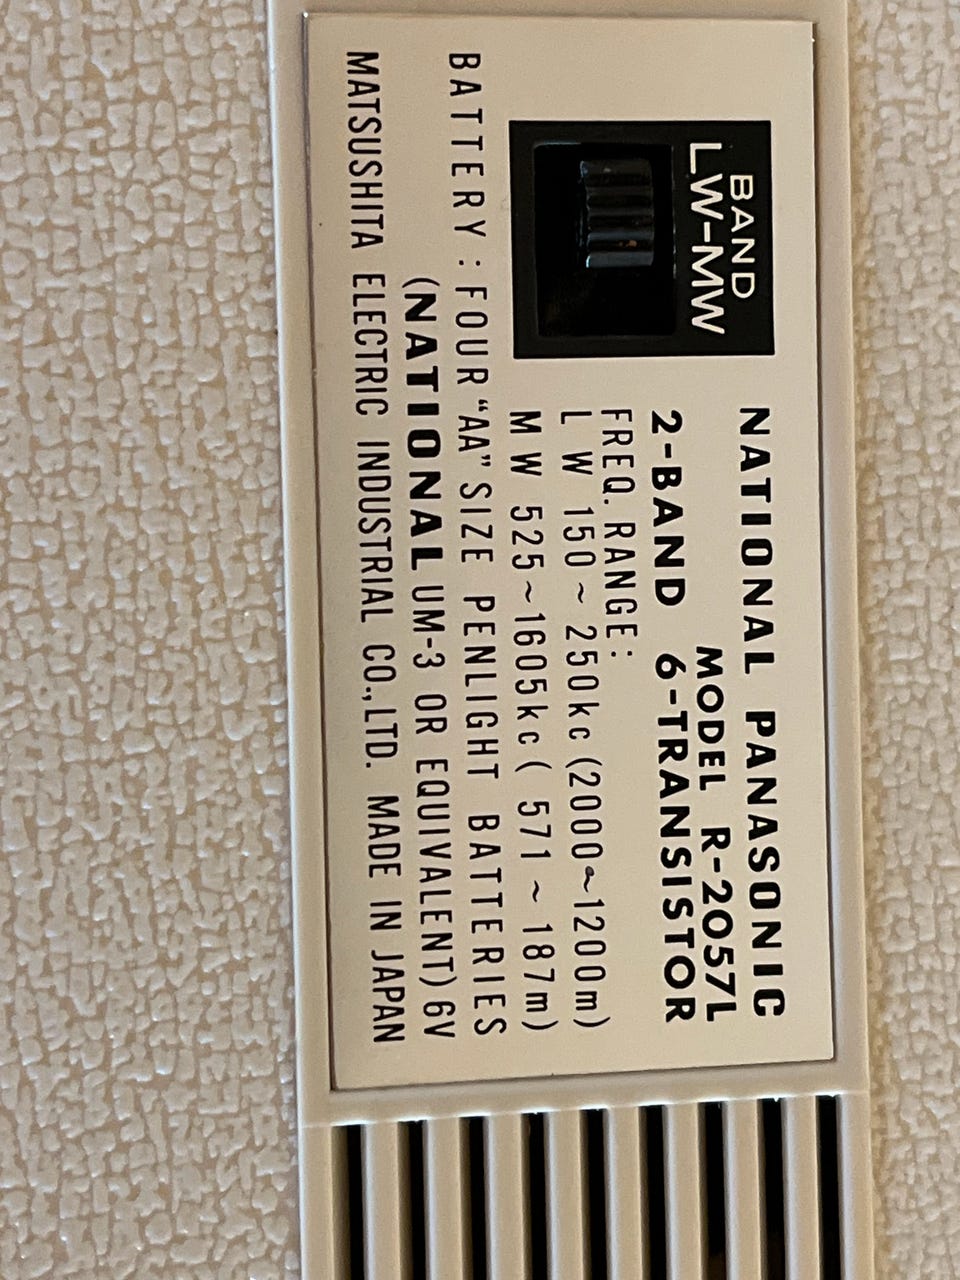 BAND
LW-MW
NATIONAL PANASONIC
MODEL R-2057L
2-BAND 6-TRANSISTOR
FREQ. RANGE:
LW 150~250kc (2000~1200m)
MW 525~1605kc ( 571~187m)
BATTERY: FOUR "AA" SIZE PENLIGHT BATTERIES
(NATIONAL UM-3 OR EQUIVALENT) 6V
MATSUSHITA ELECTRIC INDUSTRIAL CO.,LTD. MADE IN JAPAN